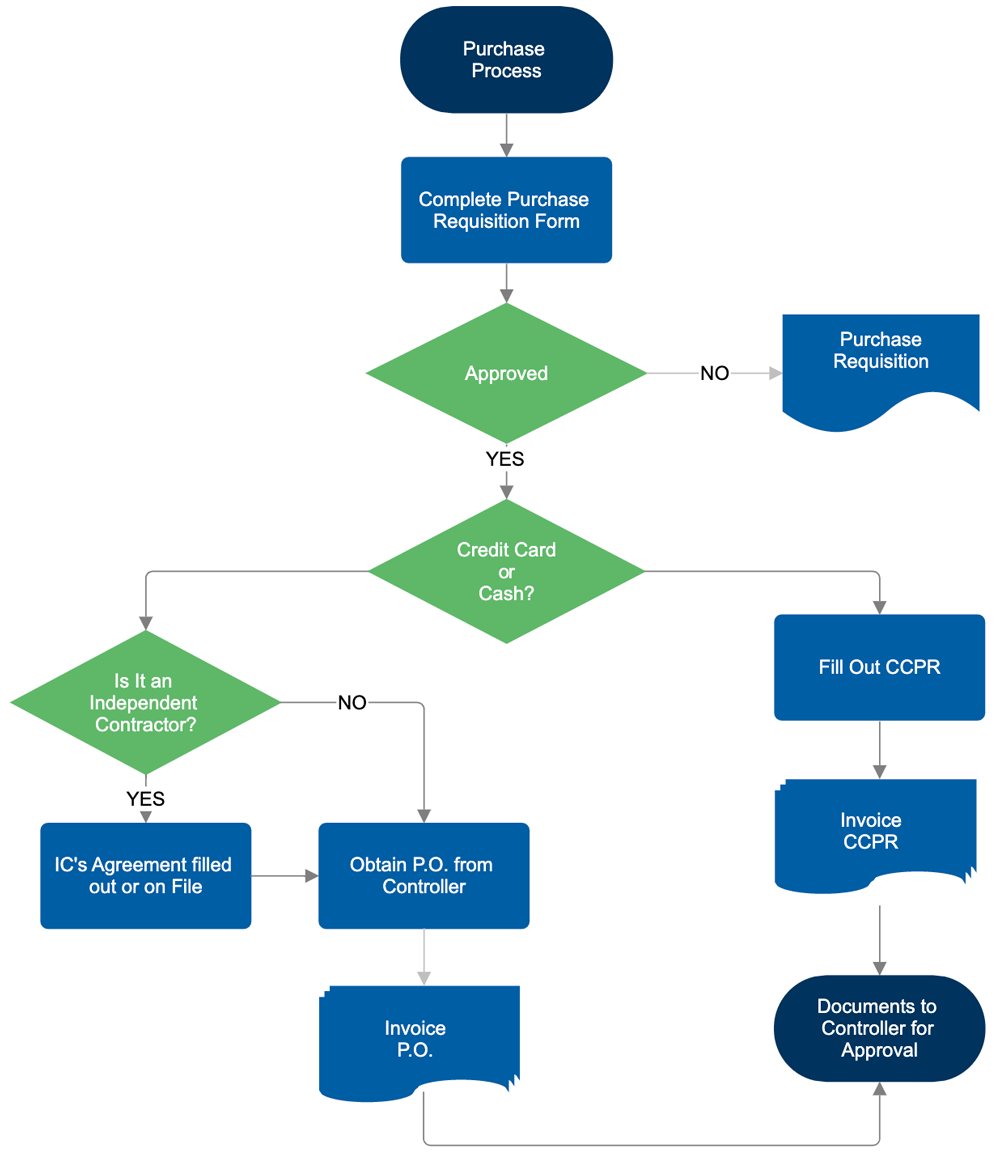 Purchase
Process
Complete Purchase
Requisition Form
Approved
NO
Purchase
Requisition
YES
Credit Card
or
Cash?
Is It an
Independent
Contractor?
NO
Fill Out CCPR
YES
IC's Agreement filled
out or on File
Obtain P.O. from
Controller
Invoice
CCPR
Invoice
P.O.
Documents to
Controller for
Approval